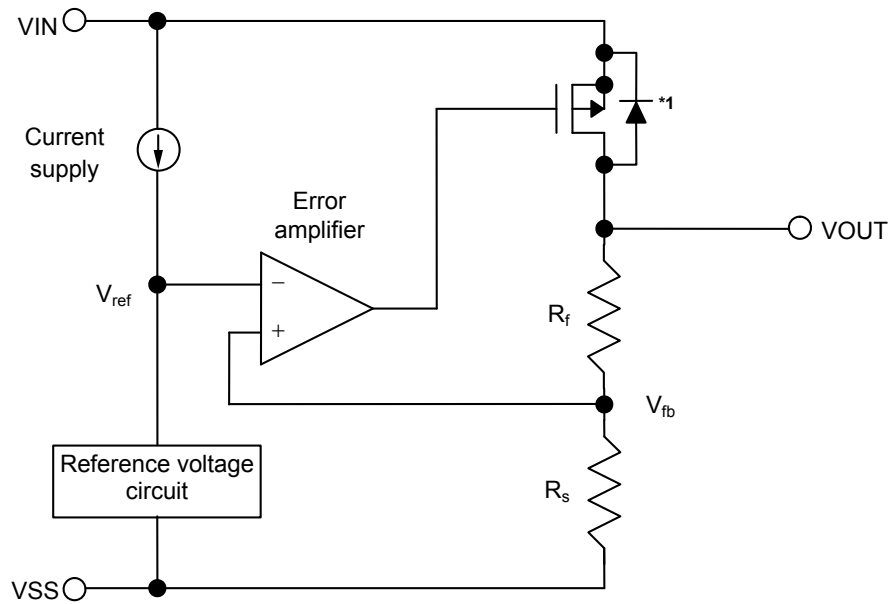 VIN
*1
Current
supply
Error
amplifier
VOUT
Vref
−
+
Rf
Vfb
Reference voltage
circuit
Rs
VSS